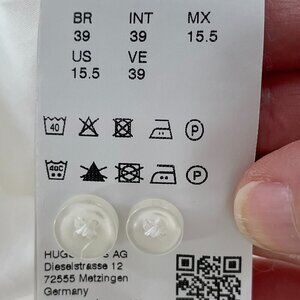 BR INT MX
39 39 15.5
US VE
15.5 39
40 P
40C P
AG
Dieselstrasse 12
72555 Metzingen
Germany